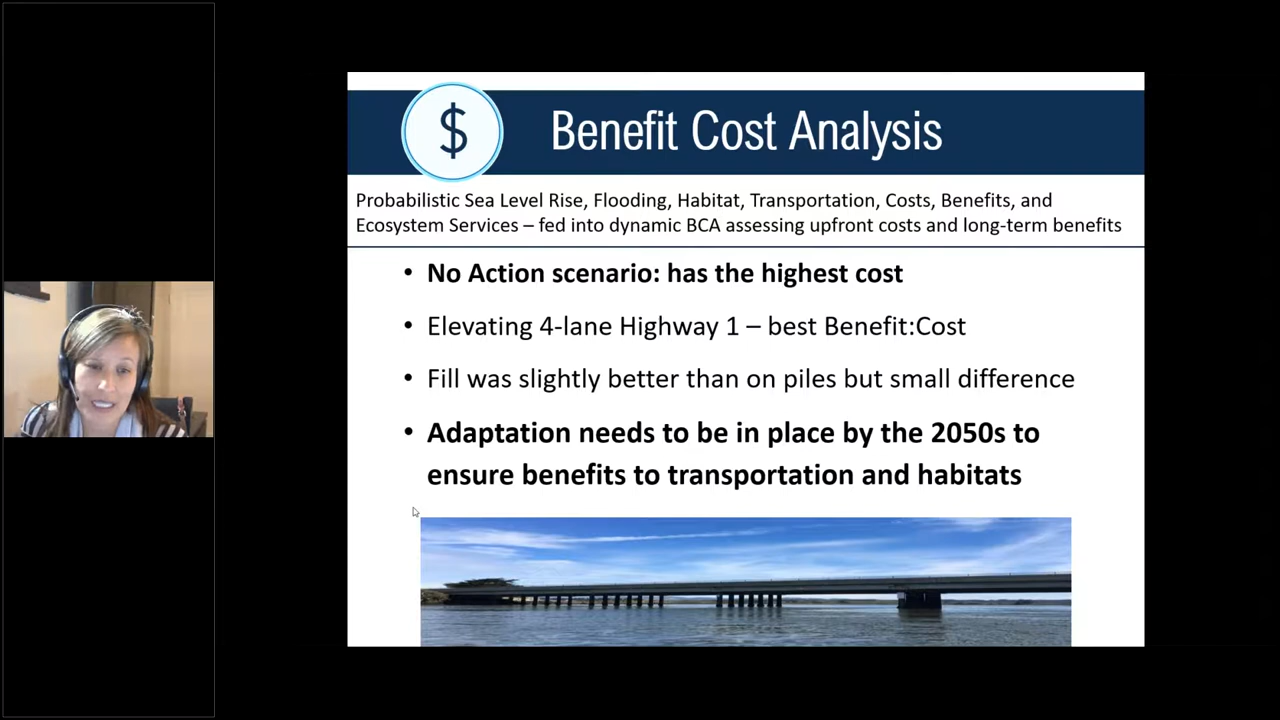 $
Benefit Cost Analysis
Probabilistic Sea Level Rise, Flooding, Habitat, Transportation, Costs, Benefits, and
Ecosystem Services – fed into dynamic BCA assessing upfront costs and long-term benefits
• No Action scenario: has the highest cost
• Elevating 4-lane Highway 1 – best Benefit:Cost
• Fill was slightly better than on piles but small difference
• Adaptation needs to be in place by the 2050s to
ensure benefits to transportation and habitats